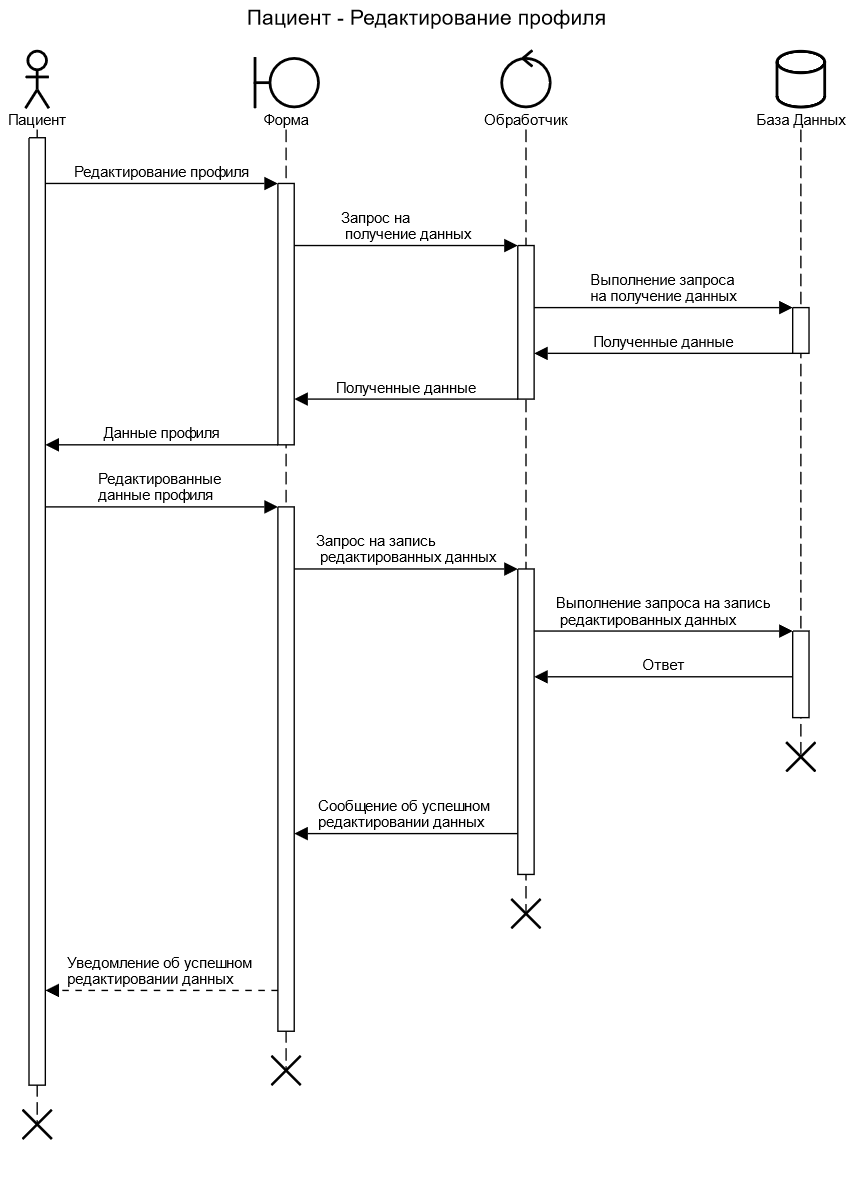 Пациент - Редактирование профиля
Пациент
Форма
Обработчик
База Данных
Редактирование профиля
Запрос на
получение данных
Выполнение запроса
на получение данных
Полученные данные
Полученные данные
Данные профиля
Редактированные
данные профиля
Запрос на запись
редактированных данных
Выполнение запроса на запись
редактированных данных
Ответ
Сообщение об успешном
редактировании данных
Уведомление об успешном
редактировании данных